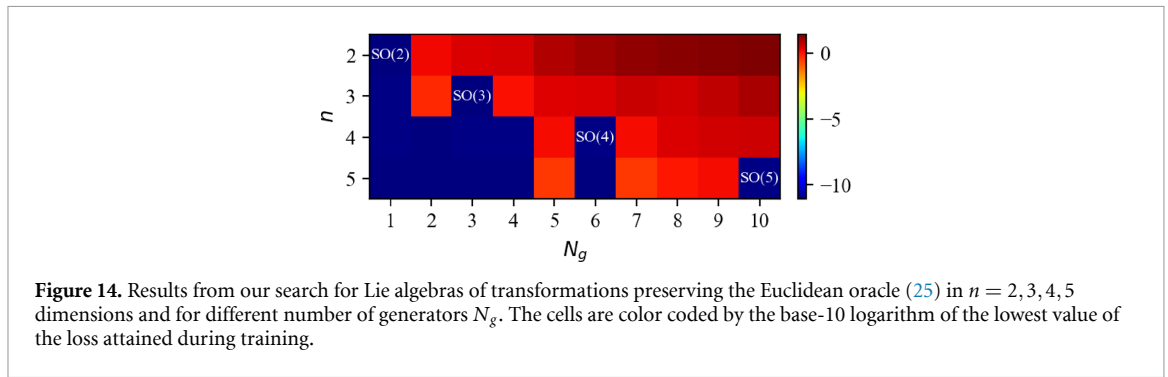 2 SO(2)
3 SO(3)
n
4 SO(4)
5 SO(5)
0
−5
−10
1 2 3 4 5 6 7 8 9 10
N_g
Figure 14. Results from our search for Lie algebras of transformations preserving the Euclidean oracle (25) in n = 2,3,4,5
dimensions and for different number of generators N_g. The cells are color coded by the base-10 logarithm of the lowest value of
the loss attained during training.